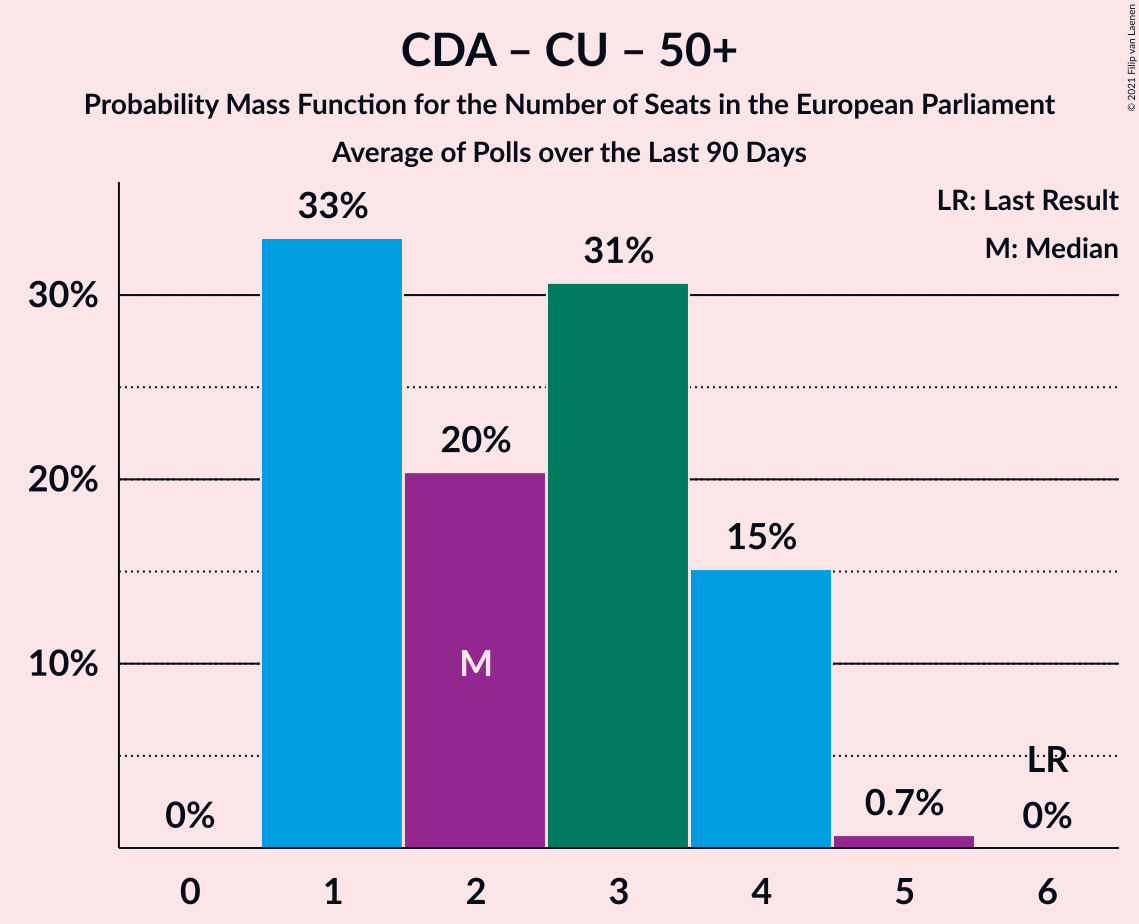 CDA – CU – 50+
Probability Mass Function for the Number of Seats in the European Parliament
Average of Polls over the Last 90 Days
© 2021 Filip van Laenen
LR: Last Result
M: Median
33%
31%
30%
20%
20%
15%
10%
M
LR
0%
0.7%
0%
0 1 2 3 4 5 6